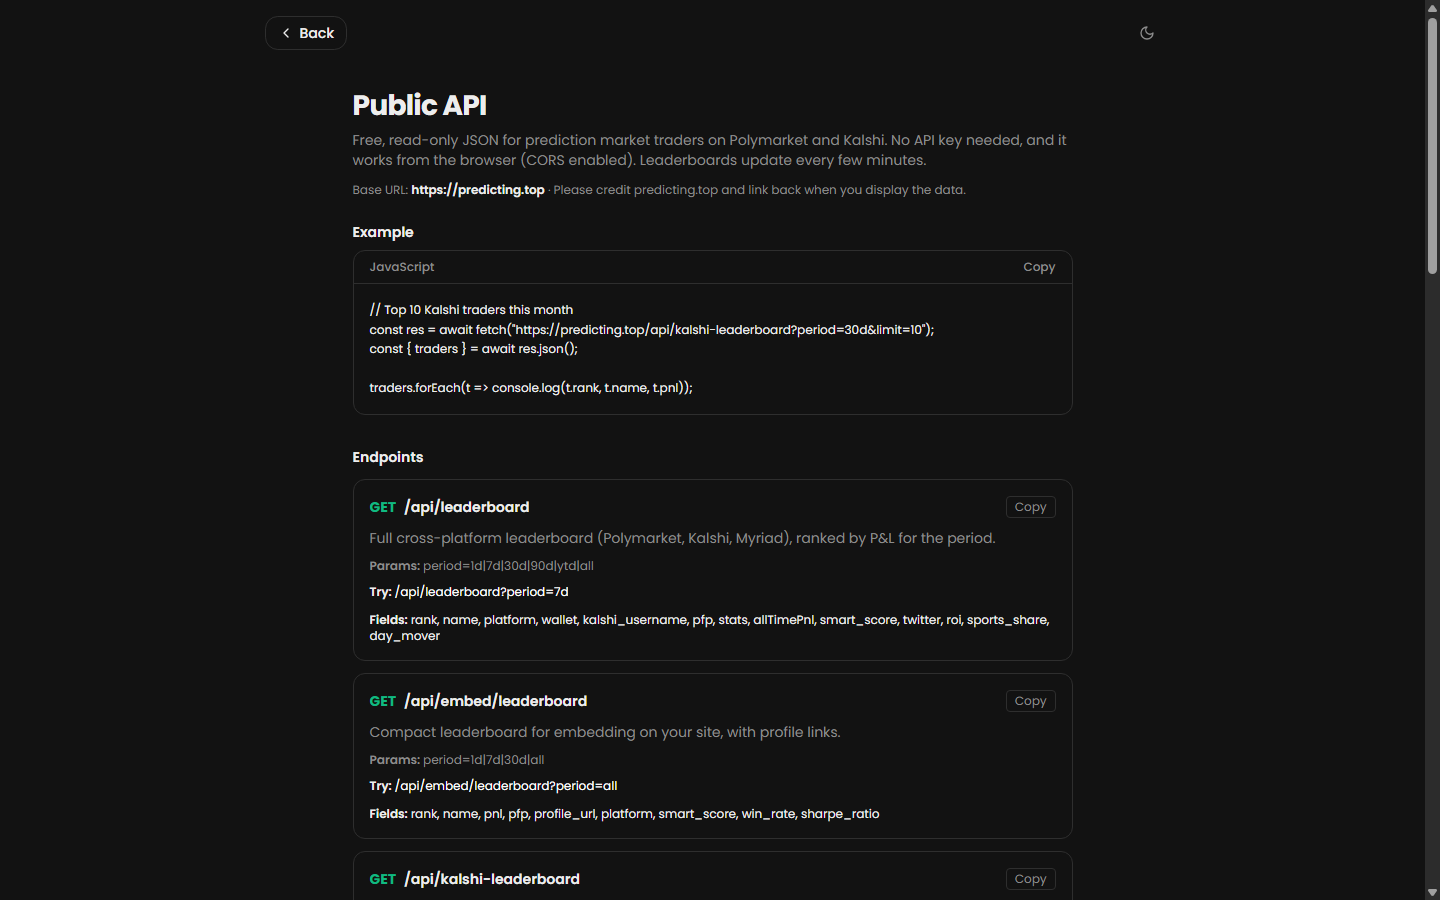 Back
Public API
Free, read-only JSON for prediction market traders on Polymarket and Kalshi. No API key needed, and it
works from the browser (CORS enabled). Leaderboards update every few minutes.
Base URL: https://predicting.top · Please credit predicting.top and link back when you display the data.
Example
JavaScript Copy
// Top 10 Kalshi traders this month
const res = await fetch("https://predicting.top/api/kalshi-leaderboard?period=30d&limit=10");
const { traders } = await res.json();
traders.forEach(t => console.log(t.rank, t.name, t.pnl));
Endpoints
GET /api/leaderboard Copy
Full cross-platform leaderboard (Polymarket, Kalshi, Myriad), ranked by P&L for the period.
Params: period=1d|7d|30d|90d|ytd|all
Try: /api/leaderboard?period=7d
Fields: rank, name, platform, wallet, kalshi_username, pfp, stats, allTimePnl, smart_score, twitter, roi, sports_share,
day_mover
GET /api/embed/leaderboard Copy
Compact leaderboard for embedding on your site, with profile links.
Params: period=1d|7d|30d|all
Try: /api/embed/leaderboard?period=all
Fields: rank, name, pnl, pfp, profile_url, platform, smart_score, win_rate, sharpe_ratio
GET /api/kalshi-leaderboard Copy